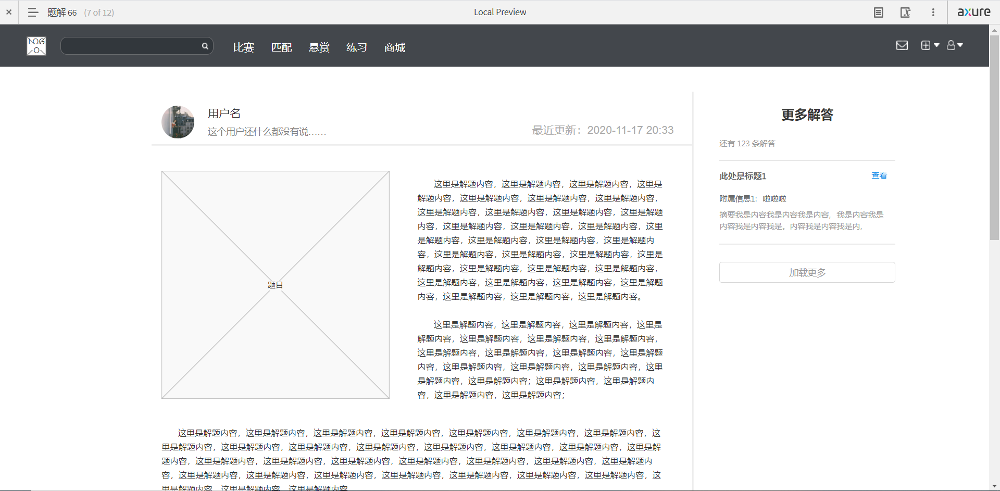 题解 66 (7 of 12)
Local Preview
axure
LOG
O
比赛 匹配 悬赏 练习 商城
用户名
这个用户还什么都没有说……
最近更新：2020-11-17 20:33
题目
这里是解题内容，这里是解题内容，这里是解题内容，这里是
解题内容，这里是解题内容，这里是解题内容，这里是解题内容，
这里是解题内容，这里是解题内容，这里是解题内容，这里是解题
内容，这里是解题内容，这里是解题内容，这里是解题内容，这里
是解题内容，这里是解题内容，这里是解题内容，这里是解题内
容，这里是解题内容，这里是解题内容，这里是解题内容，这里是
解题内容，这里是解题内容，这里是解题内容，这里是解题内容，
这里是解题内容，这里是解题内容，这里是解题内容，这里是解题
内容，这里是解题内容，这里是解题内容，这里是解题内容。
这里是解题内容，这里是解题内容，这里是解题内容，这里是
解题内容，这里是解题内容，这里是解题内容，这里是解题内容，
这里是解题内容，这里是解题内容，这里是解题内容，这里是解题
内容，这里是解题内容，这里是解题内容，这里是解题内容，这里
是解题内容，这里是解题内容；这里是解题内容，这里是解题内
容，这里是解题内容，这里是解题内容；
这里是解题内容，这里是解题内容，这里是解题内容，这里是解题内容，这里是解题内容，这里是解题内容，这里是解题内容，这
里是解题内容，这里是解题内容，这里是解题内容，这里是解题内容，这里是解题内容，这里是解题内容，这里是解题内容，这里是解
题内容，这里是解题内容，这里是解题内容，这里是解题内容，这里是解题内容，这里是解题内容，这里是解题内容，这里是解题内
容，这里是解题内容，这里是解题内容，这里是解题内容，这里是解题内容，这里是解题内容，这里是解题内容，这里是解题内容，这
里是解题内容，这里是解题内容，这里是解题内容
更多解答
还有 123 条解答
此处是标题1 查看
附属信息1: 啦啦啦
摘要我是内容我是内容我是内容，我是内容我是
内容我是内容我是。内容我是内容我是内,
加载更多